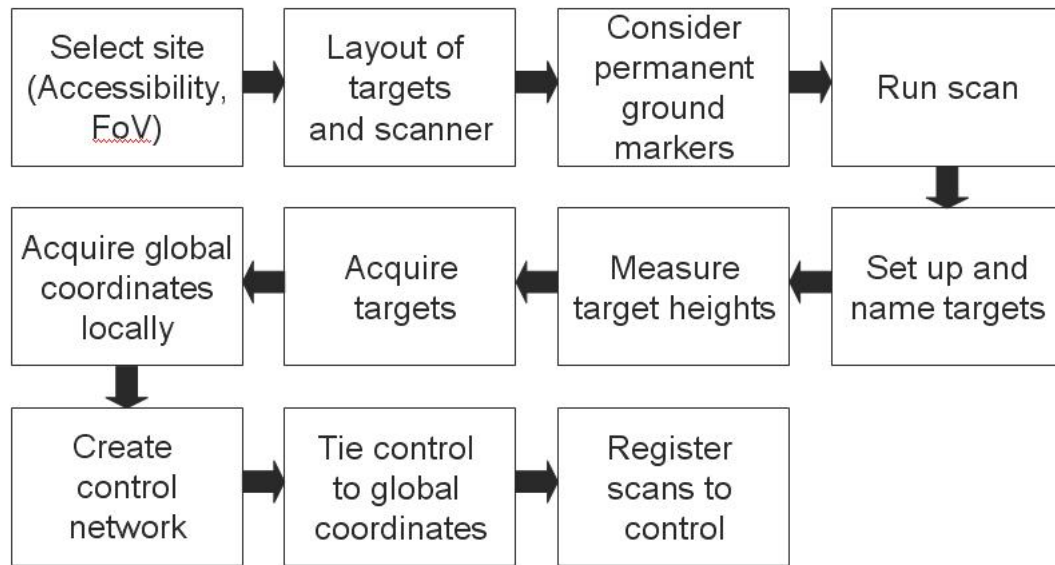 Select site
(Accessibility,
FoV)
Layout of
targets
and scanner
Consider
permanent
ground
markers
Run scan
Set up and
name targets
Measure
target heights
Acquire
targets
Acquire global
coordinates
locally
Create
control
network
Tie control
to global
coordinates
Register
scans to
control